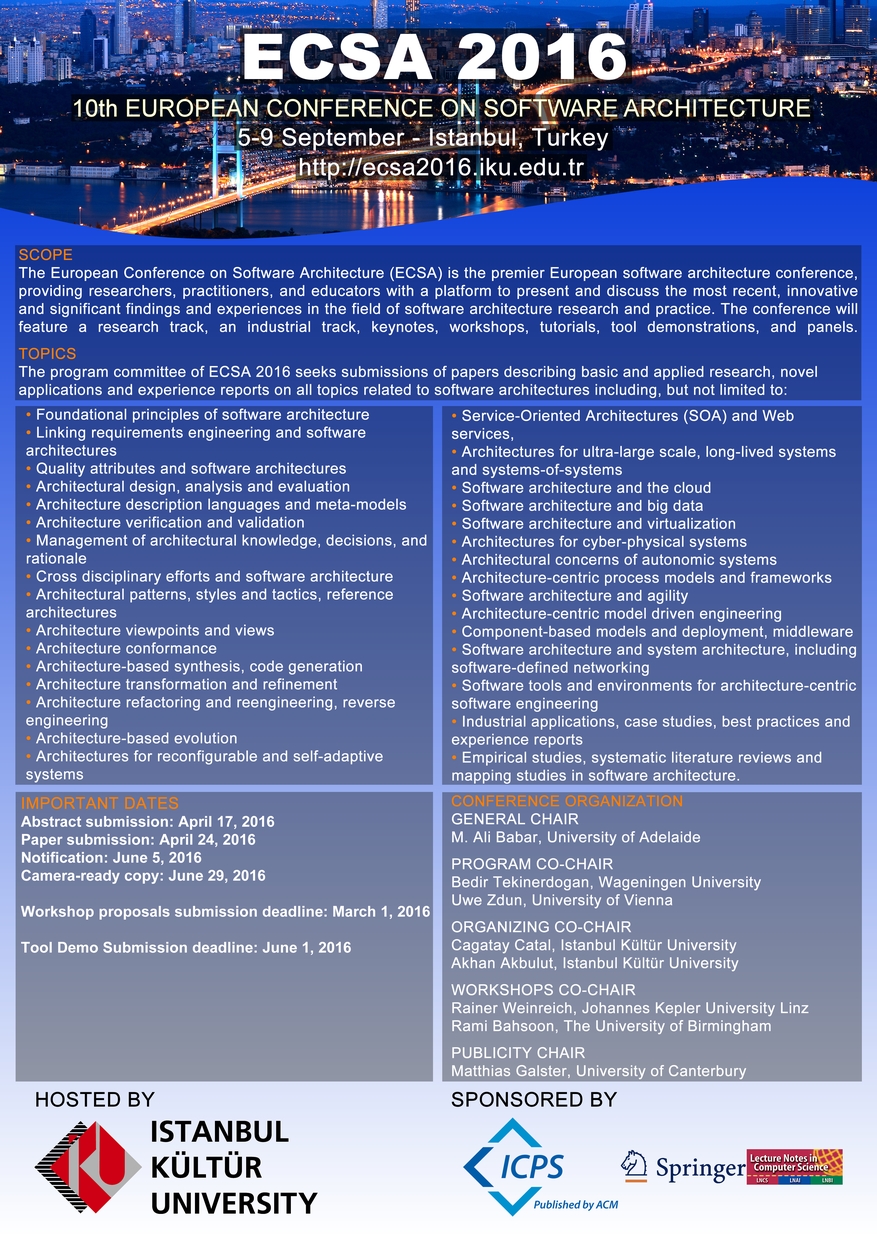 ECSA 2016
10th EUROPEAN CONFERENCE ON SOFTWARE ARCHITECTURE
5-9 September - Istanbul, Turkey
http://ecsa2016.iku.edu.tr
SCOPE
The European Conference on Software Architecture (ECSA) is the premier European software architecture conference,
providing researchers, practitioners, and educators with a platform to present and discuss the most recent, innovative
and significant findings and experiences in the field of software architecture research and practice. The conference will
feature a research track, an industrial track, keynotes, workshops, tutorials, tool demonstrations, and panels.
TOPICS
The program committee of ECSA 2016 seeks submissions of papers describing basic and applied research, novel
applications and experience reports on all topics related to software architectures including, but not limited to:
• Foundational principles of software architecture
• Linking requirements engineering and software
architectures
• Quality attributes and software architectures
• Architectural design, analysis and evaluation
• Architecture description languages and meta-models
• Architecture verification and validation
• Management of architectural knowledge, decisions, and
rationale
• Cross disciplinary efforts and software architecture
• Architectural patterns, styles and tactics, reference
architectures
• Architecture viewpoints and views
• Architecture conformance
• Architecture-based synthesis, code generation
• Architecture transformation and refinement
• Architecture refactoring and reengineering, reverse
engineering
• Architecture-based evolution
• Architectures for reconfigurable and self-adaptive
systems
• Service-Oriented Architectures (SOA) and Web
services,
• Architectures for ultra-large scale, long-lived systems
and systems-of-systems
• Software architecture and the cloud
• Software architecture and big data
• Software architecture and virtualization
• Architectures for cyber-physical systems
• Architectural concerns of autonomic systems
• Architecture-centric process models and frameworks
• Software architecture and agility
• Architecture-centric model driven engineering
• Component-based models and deployment, middleware
• Software architecture and system architecture, including
software-defined networking
• Software tools and environments for architecture-centric
software engineering
• Industrial applications, case studies, best practices and
experience reports
• Empirical studies, systematic literature reviews and
mapping studies in software architecture.
IMPORTANT DATES
Abstract submission: April 17, 2016
Paper submission: April 24, 2016
Notification: June 5, 2016
Camera-ready copy: June 29, 2016
Workshop proposals submission deadline: March 1, 2016
Tool Demo Submission deadline: June 1, 2016
CONFERENCE ORGANIZATION
GENERAL CHAIR
M. Ali Babar, University of Adelaide
PROGRAM CO-CHAIR
Bedir Tekinerdogan, Wageningen University
Uwe Zdun, University of Vienna
ORGANIZING CO-CHAIR
Cagatay Catal, Istanbul Kültür University
Akhan Akbulut, Istanbul Kültür University
WORKSHOPS CO-CHAIR
Rainer Weinreich, Johannes Kepler University Linz
Rami Bahsoon, The University of Birmingham
PUBLICITY CHAIR
Matthias Galster, University of Canterbury
HOSTED BY
ISTANBUL
KÜLTÜR
UNIVERSITY
SPONSORED BY
ICPS
Published by ACM
Springer
Lecture Notes in
Computer Science
LNCS LNAI LNBI